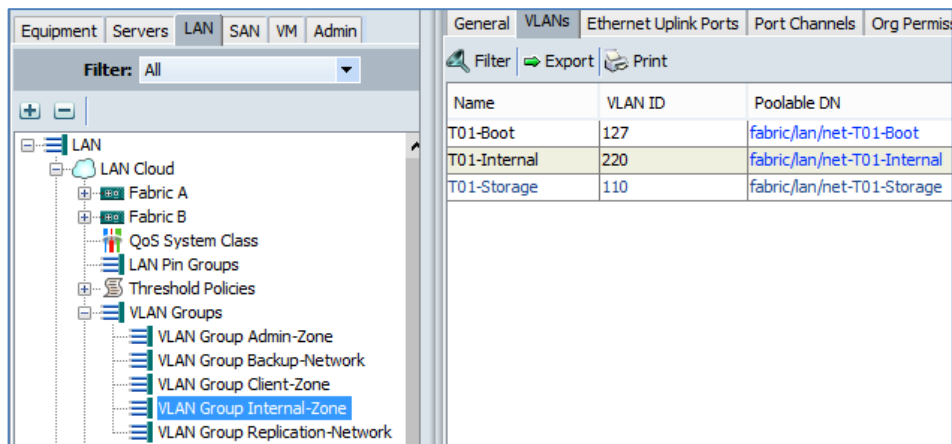 Equipment Servers LAN SAN VM Admin
Filter: All
LAN
LAN Cloud
Fabric A
Fabric B
QoS System Class
LAN Pin Groups
Threshold Policies
VLAN Groups
VLAN Group Admin-Zone
VLAN Group Backup-Network
VLAN Group Client-Zone
VLAN Group Internal-Zone
VLAN Group Replication-Network
General VLANs Ethernet Uplink Ports Port Channels Org Permiss
Filter Export Print
Name VLAN ID Poolable DN
T01-Boot 127 fabric/lan/net-T01-Boot
T01-Internal 220 fabric/lan/net-T01-Internal
T01-Storage 110 fabric/lan/net-T01-Storage